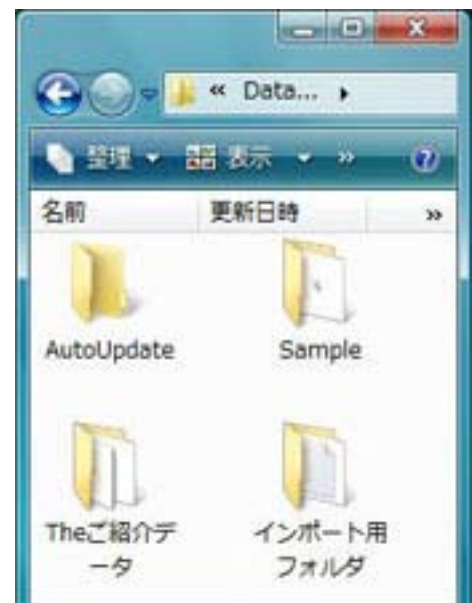 « Data...
整理 表示 »
名前 更新日時 »
AutoUpdate Sample
Theご紹介デ
ータ
インポート用
フォルダ